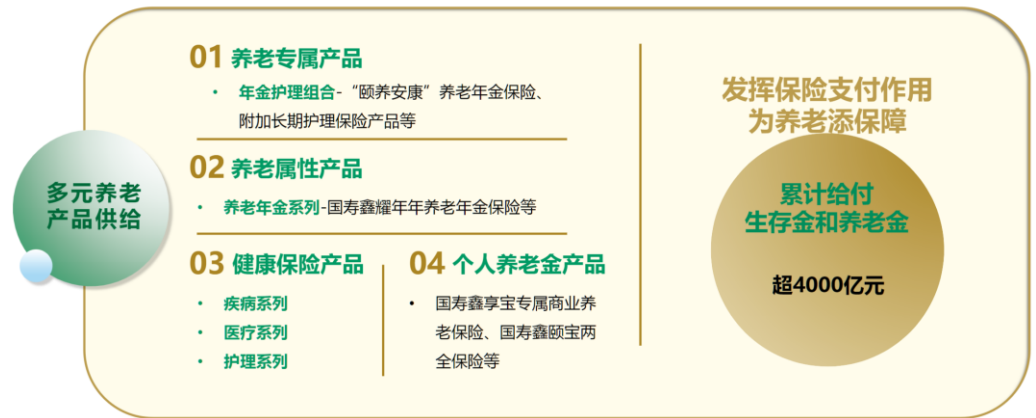 多元养老
产品供给
01 养老专属产品
• 年金护理组合-“颐养安康”养老年金保险、
附加长期护理保险产品等
02 养老属性产品
• 养老年金系列-国寿鑫耀年年养老年金保险等
03 健康保险产品
• 疾病系列
• 医疗系列
• 护理系列
04 个人养老金产品
• 国寿鑫享宝专属商业养
老保险、国寿鑫颐宝两
全保险等
发挥保险支付作用
为养老添保障
累计给付
生存金和养老金
超4000亿元